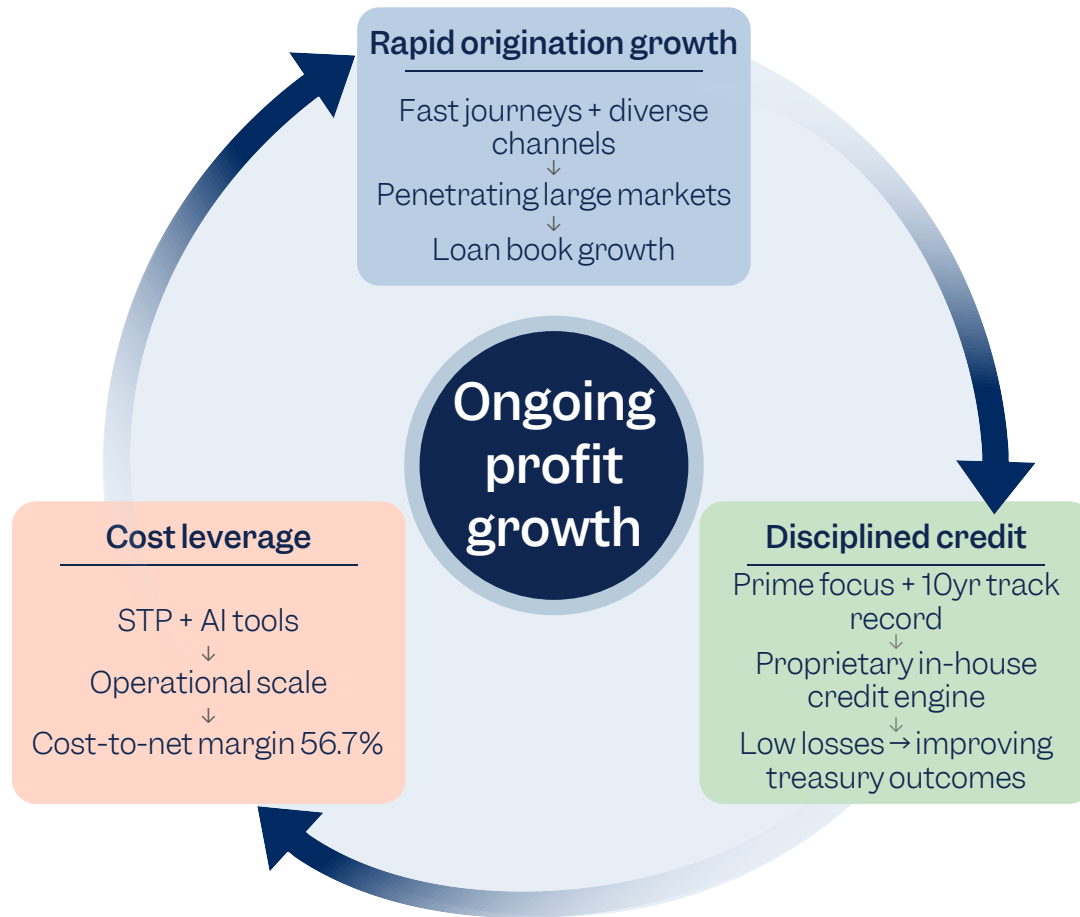 Rapid origination growth
Fast journeys + diverse
channels
↓
Penetrating large markets
↓
Loan book growth
Ongoing
profit
growth
Cost leverage
STP + AI tools
↓
Operational scale
↓
Cost-to-net margin 56.7%
Disciplined credit
Prime focus + 10yr track
record
↓
Proprietary in-house
credit engine
↓
Low losses → improving
treasury outcomes